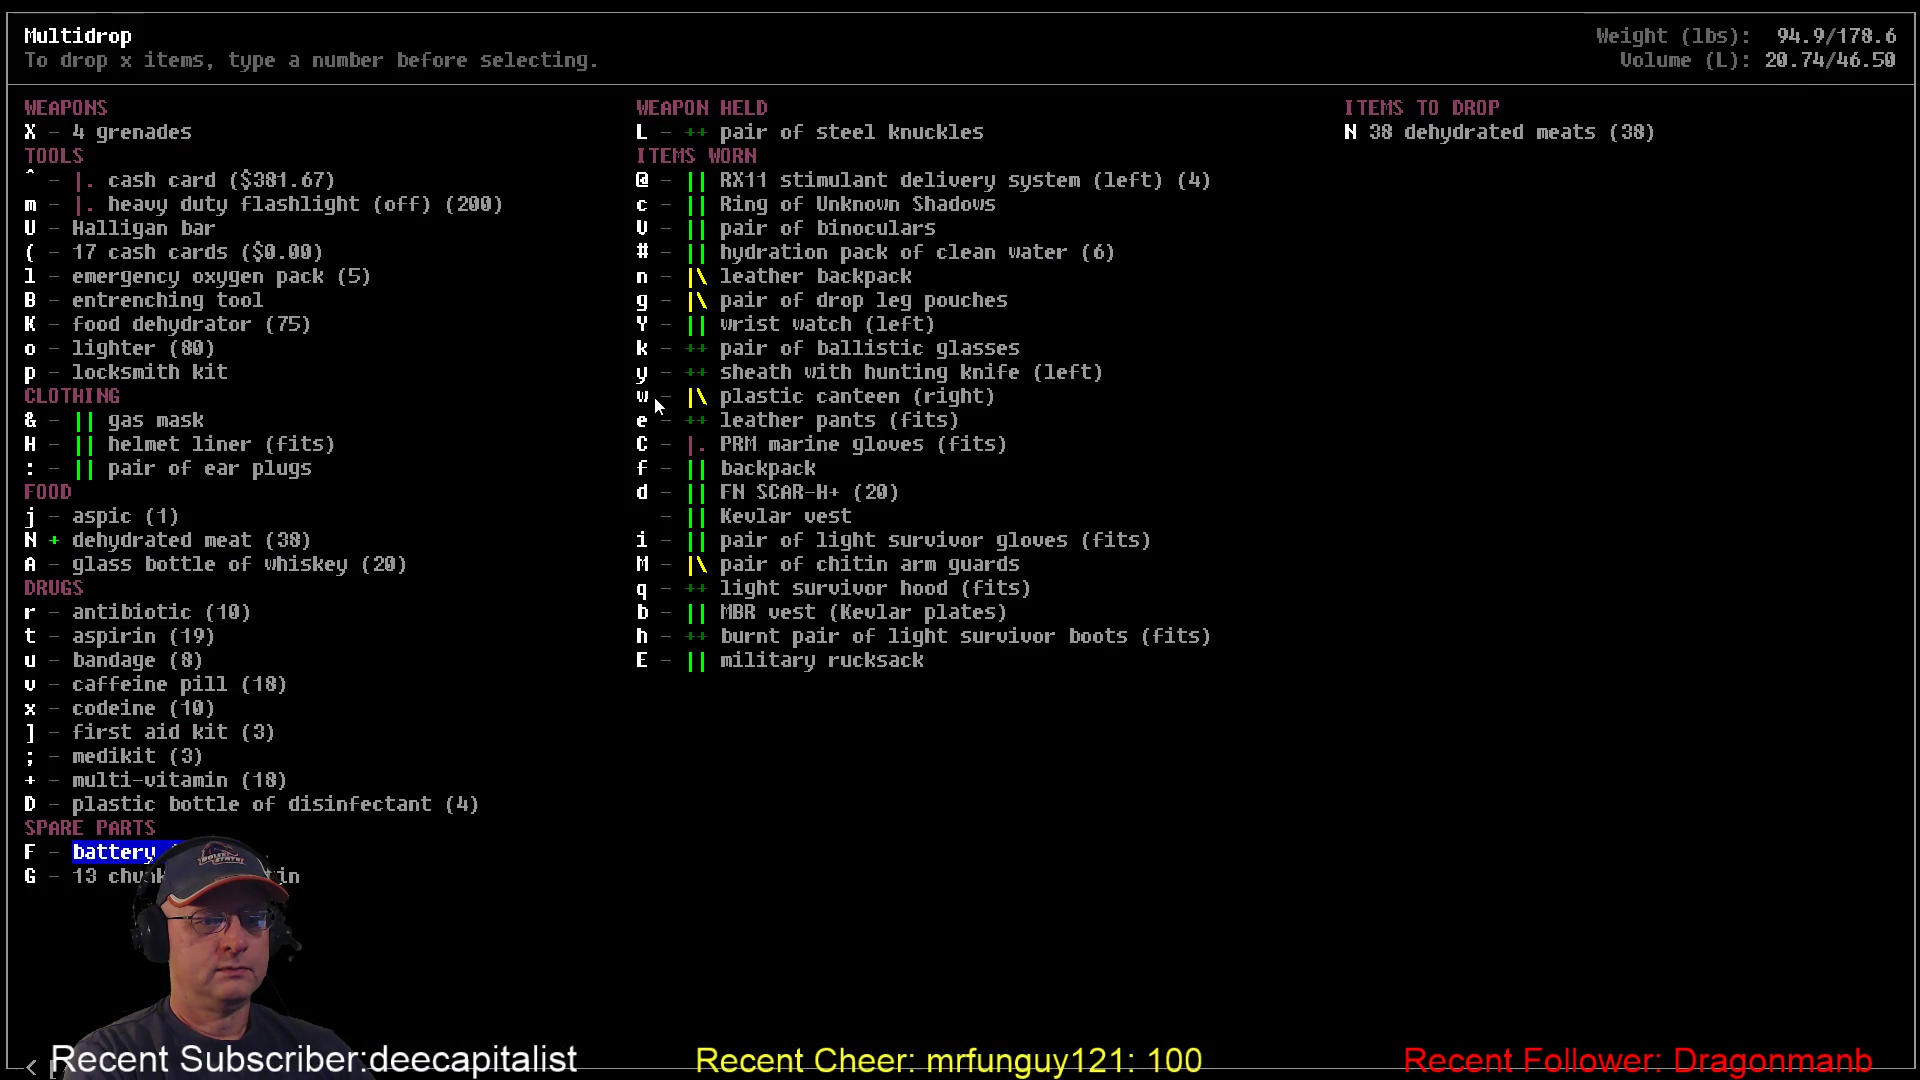 Multidrop
To drop x items, type a number before selecting.
Weight (lbs): 94.9/178.6
Volume (L): 20.74/46.50
WEAPONS
X - 4 grenades
TOOLS
^ - |. cash card ($381.67)
m - |. heavy duty flashlight (off) (200)
U - Halligan bar
( - 17 cash cards ($0.00)
l - emergency oxygen pack (5)
B - entrenching tool
K - food dehydrator (75)
o - lighter (80)
p - locksmith kit
CLOTHING
& - || gas mask
H - || helmet liner (fits)
: - || pair of ear plugs
FOOD
j - aspic (1)
N + dehydrated meat (38)
A - glass bottle of whiskey (20)
DRUGS
r - antibiotic (10)
t - aspirin (19)
u - bandage (8)
v - caffeine pill (18)
x - codeine (10)
] - first aid kit (3)
; - medikit (3)
+ - multi-vitamin (18)
D - plastic bottle of disinfectant (4)
SPARE PARTS
F - battery
G - 13
WEAPON HELD
L - ++ pair of steel knuckles
ITEMS WORN
@ - || RX11 stimulant delivery system (left) (4)
c - || Ring of Unknown Shadows
V - || pair of binoculars
# - || hydration pack of clean water (6)
n - |\ leather backpack
g - |\ pair of drop leg pouches
Y - || wrist watch (left)
k - ++ pair of ballistic glasses
y - ++ sheath with hunting knife (left)
w - |\ plastic canteen (right)
e - ++ leather pants (fits)
C - |. PRM marine gloves (fits)
f - || backpack
d - || FN SCAR-H+ (20)
- || Kevlar vest
i - || pair of light survivor gloves (fits)
M - |\ pair of chitin arm guards
q - ++ light survivor hood (fits)
b - || MBR vest (Kevlar plates)
h - ++ burnt pair of light survivor boots (fits)
E - || military rucksack
ITEMS TO DROP
N 38 dehydrated meats (38)
Recent Subscriber:deecapitalist
Recent Cheer: mrfunguy121: 100
Recent Follower: Dragonmanb